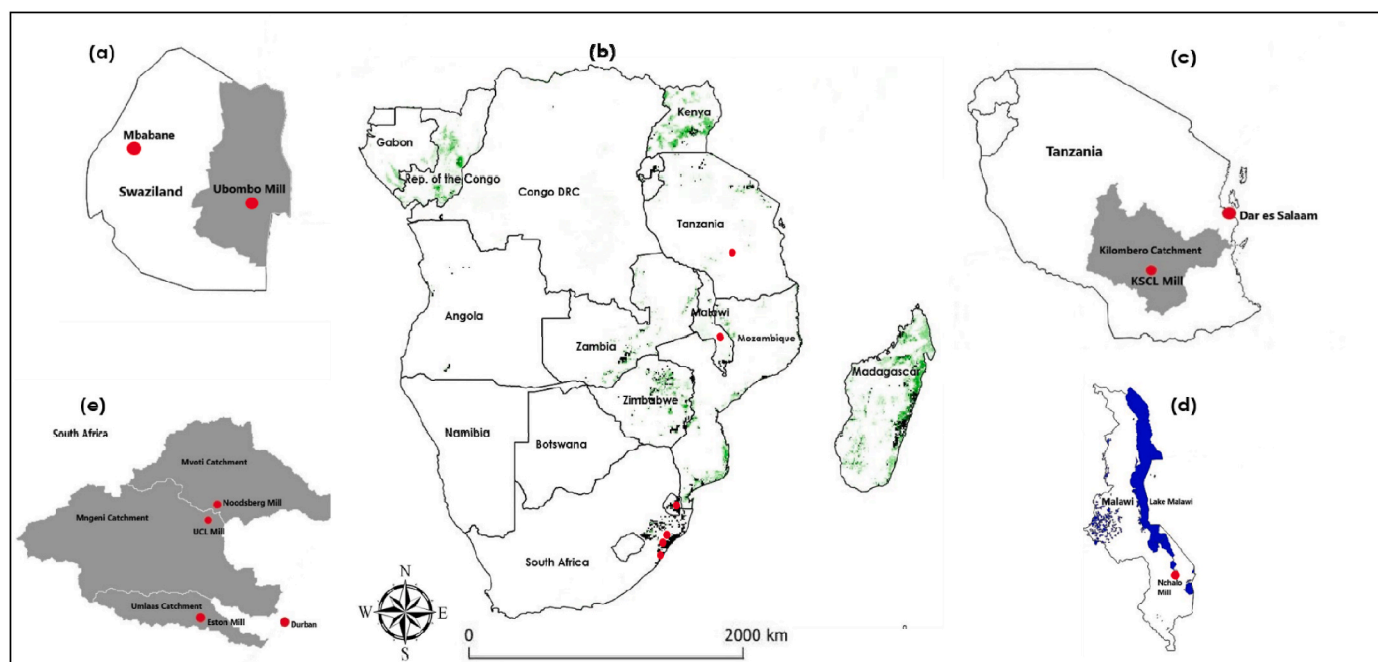 (a)
Mbabane
Swaziland
Ubombo Mill
(b)
Gabon
Rep. of the Congo
Congo DRC
Kenya
Tanzania
Angola
Zambia
Malawi
Mozambique
Madagascar
Zimbabwe
Namibia
Botswana
South Africa
N
W E
S
0 2000 km
0
(c)
Tanzania
Dar es Salaam
Kilombero Catchment
KSCL Mill
(d)
Malawi
Lake Malawi
Nchalo
Mill
(e)
South Africa
Mvoti Catchment
Noodsberg Mill
Mngeni Catchment
UCL Mill
Umlaas Catchment
Eston Mill
Durban